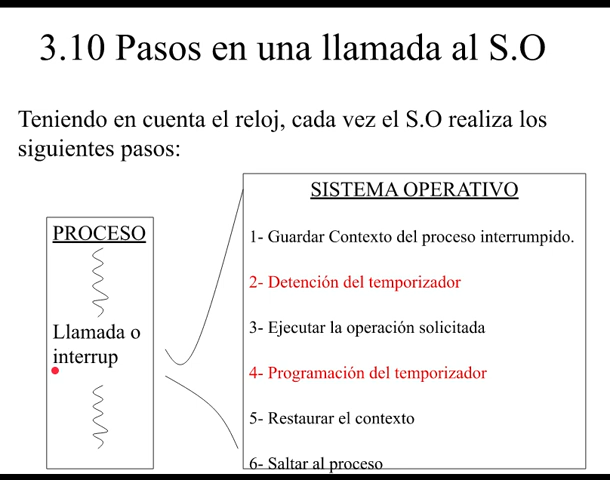 3.10 Pasos en una llamada al S.O
Teniendo en cuenta el reloj, cada vez el S.O realiza los
siguientes pasos:
PROCESO
Llamada o
interrup
SISTEMA OPERATIVO
1- Guardar Contexto del proceso interrumpido.
2- Detención del temporizador
3- Ejecutar la operación solicitada
4- Programación del temporizador
5- Restaurar el contexto
6- Saltar al proceso